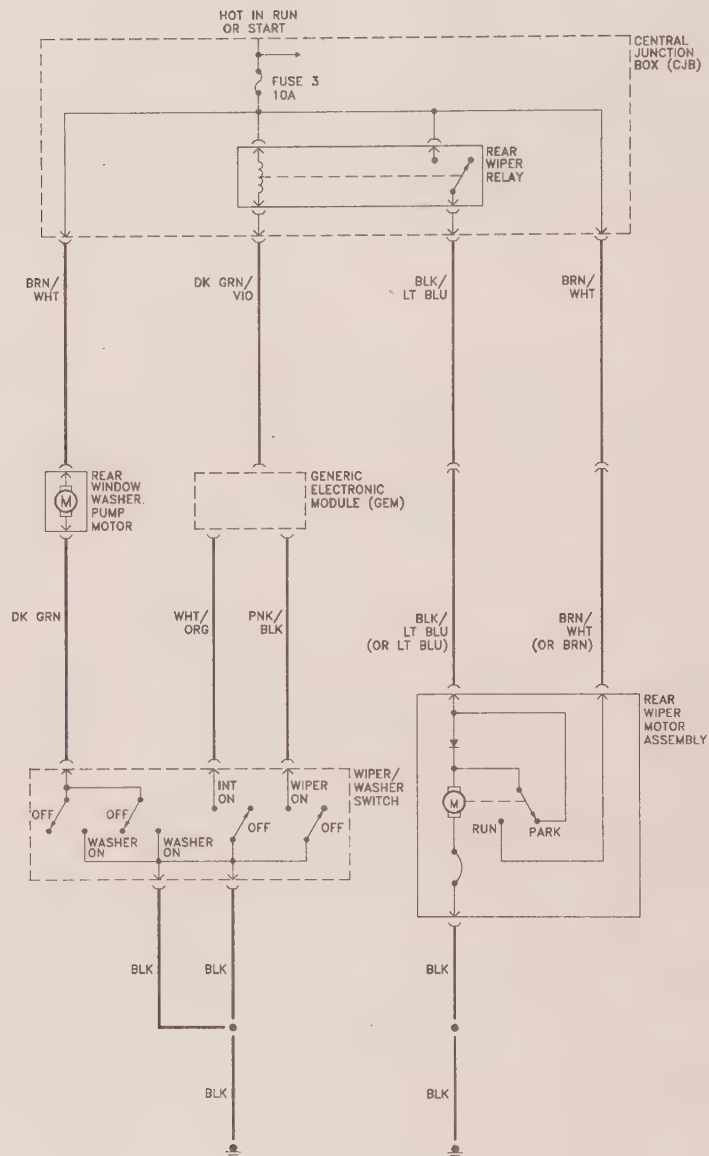 HOT IN RUN
OR START
CENTRAL
JUNCTION
BOX (CJB)
FUSE 3
10A
REAR
WIPER
RELAY
BRN/
WHT
DK GRN/
VIO
BLK/
LT BLU
BRN/
WHT
REAR
WINDOW
WASHER
PUMP
MOTOR
M
GENERIC
ELECTRONIC
MODULE (GEM)
DK GRN
WHT/
ORG
PNK/
BLK
BLK/
LT BLU
(OR LT BLU)
BRN/
WHT
(OR BRN)
REAR
WIPER
MOTOR
ASSEMBLY
WIPER/
WASHER
SWITCH
INT
ON
WIPER
ON
OFF
OFF
OFF
OFF
WASHER
ON
WASHER
ON
M
RUN
PARK
BLK
BLK
BLK
BLK
BLK